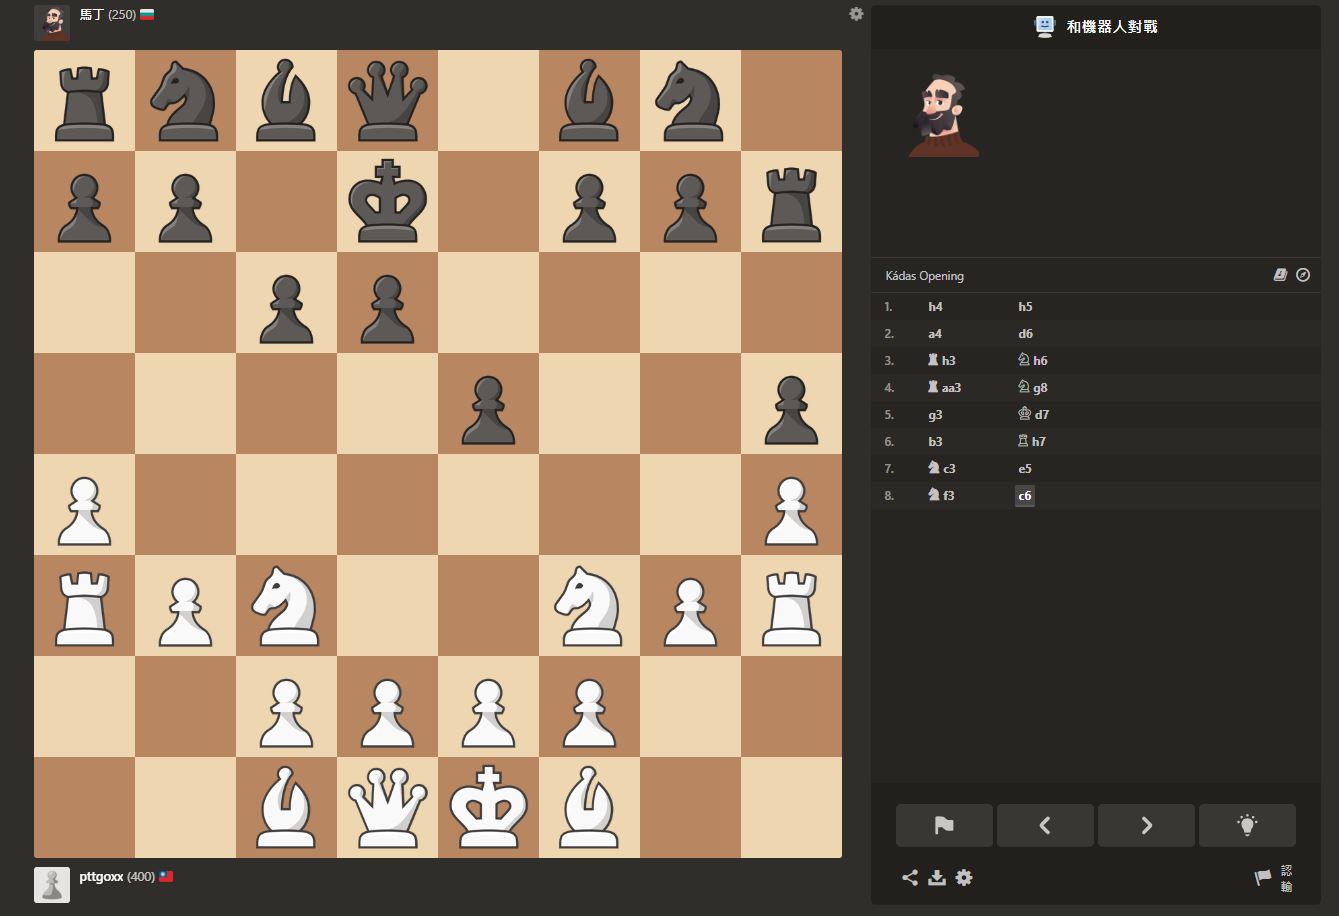 馬丁 (250)
和機器人對戰
Kádas Opening
1. h4 h5
2. a4 d6
3. h3 h6
4. aa3 g8
5. g3 d7
6. b3 h7
7. c3 e5
8. f3 c6
pttgoxx (400)
認
輸